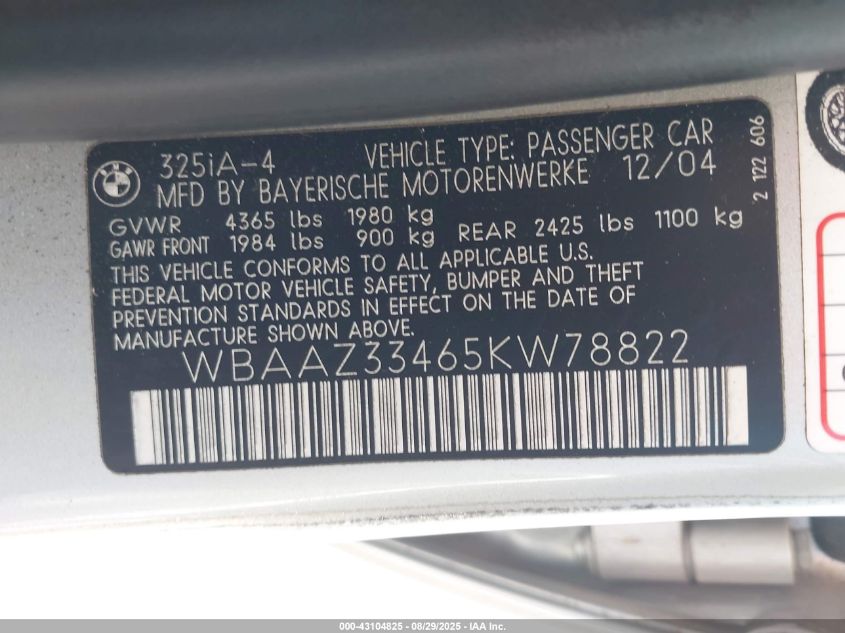 BMW
325iA-4 VEHICLE TYPE: PASSENGER CAR
MFD BY BAYERISCHE MOTORENWERKE 12/04
2 122 606
GVWR 4365 lbs 1980 kg
GAWR FRONT 1984 lbs 900 kg REAR 2425 lbs 1100 kg
THIS VEHICLE CONFORMS TO ALL APPLICABLE U.S.
FEDERAL MOTOR VEHICLE SAFETY, BUMPER AND THEFT
PREVENTION STANDARDS IN EFFECT ON THE DATE OF
MANUFACTURE SHOWN ABOVE.
WBAAZ33465KW78822
000-43104825 - 08/29/2025 - IAA Inc.